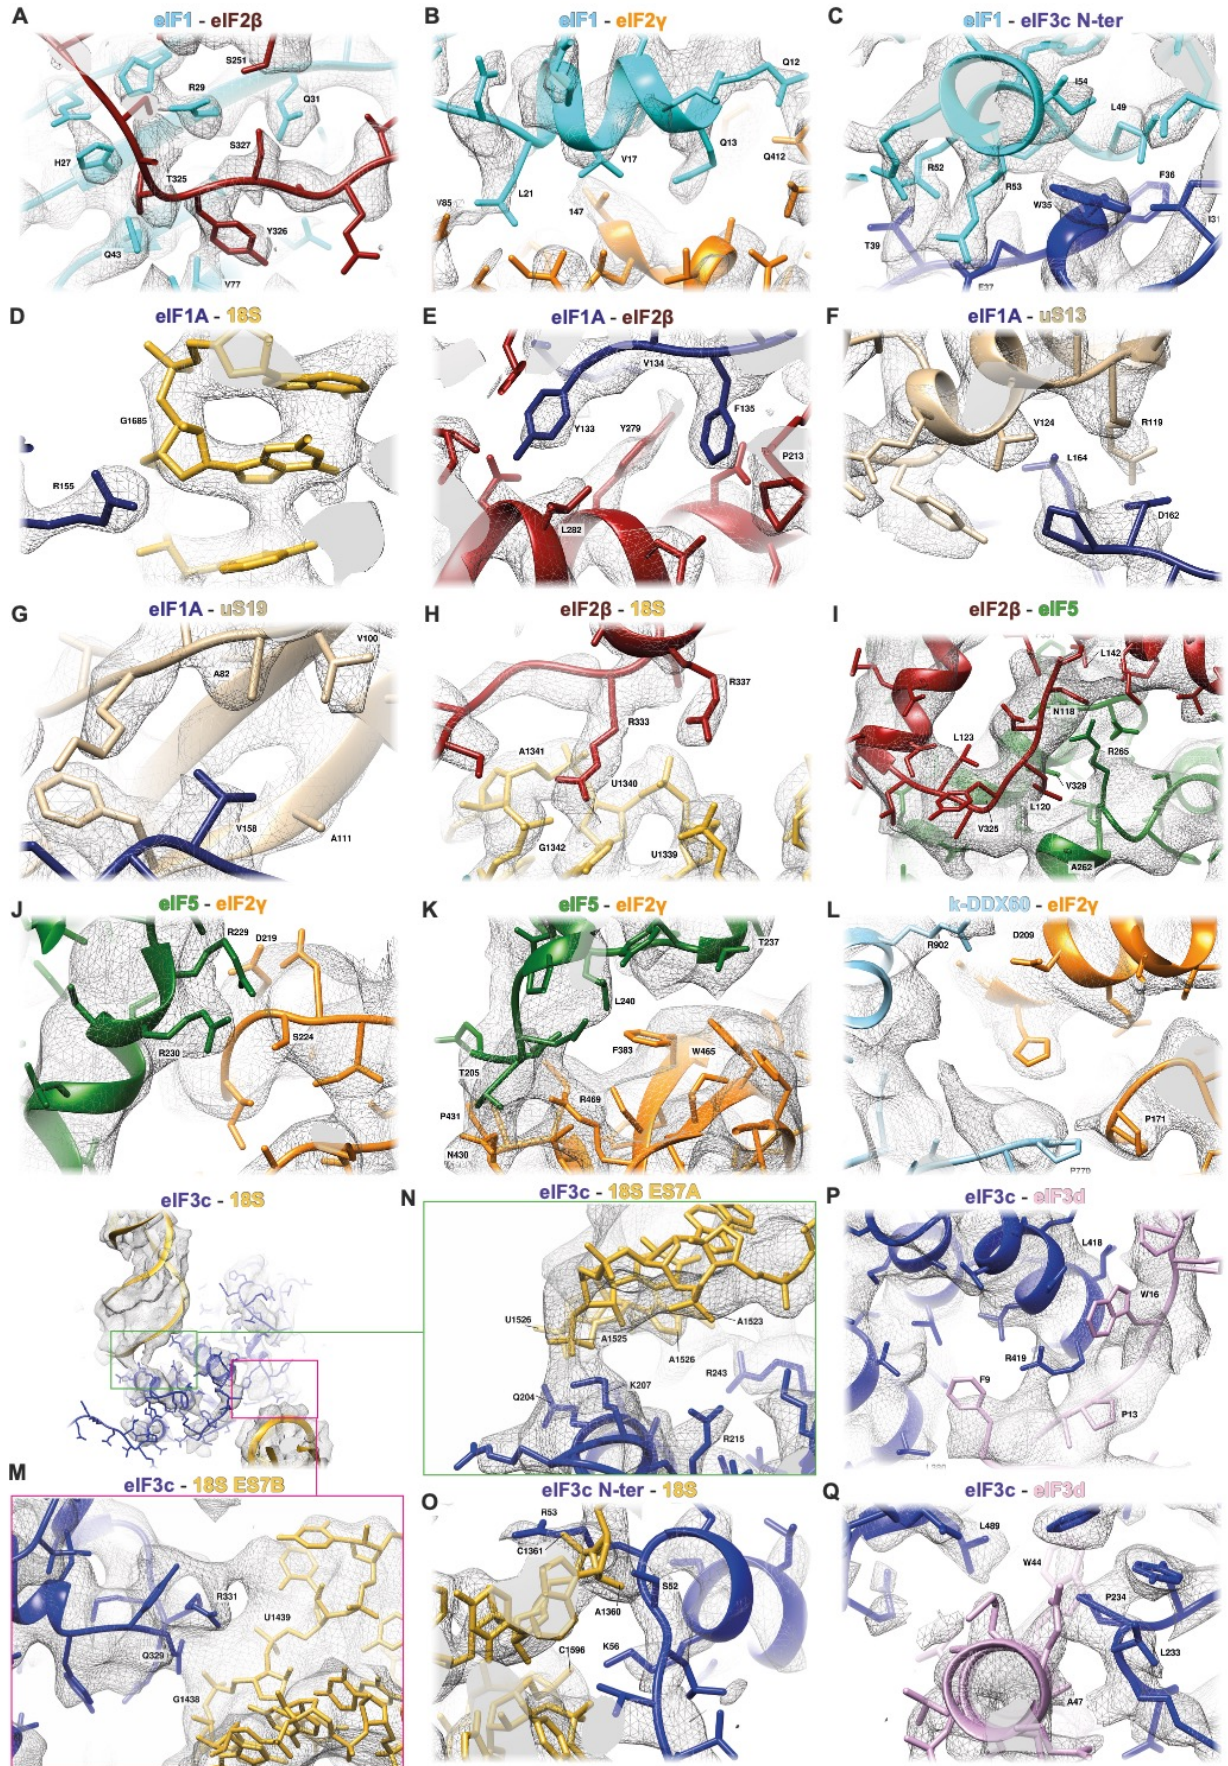 A
eIF1 - eIF2β
S251
R29
Q31
H27
S327
T325
Y326
Q43
V77
B
eIF1 - eIF2γ
Q12
Q13
V17
Q412
L21
V85
147
C
eIF1 - eIF3c N-ter
I54
L49
R52
R53
F36
W35
I31
T39
E37
D
eIF1A - 18S
G1685
R155
E
eIF1A - eIF2β
V134
F135
Y133
Y279
P213
L282
F
eIF1A - uS13
V124
R119
L164
D162
G
eIF1A - uS19
V100
A82
V158
A111
H
eIF2β - 18S
R337
R333
A1341
U1340
G1342
U1339
I
eIF2β - eIF5
L142
N118
L123
R265
V329
L120
V325
A262
J
eIF5 - eIF2γ
R229
D219
S224
R230
K
eIF5 - eIF2γ
T237
L240
F383
W465
T205
R469
P431
N430
L
k-DDX60 - eIF2γ
D209
R902
P171
P770
eIF3c - 18S
N
eIF3c - 18S ES7A
U1526
A1525
A1523
A1526
R243
K207
Q204
R215
P
eIF3c - eIF3d
L418
W16
R419
F9
P13
M
eIF3c - 18S ES7B
R331
U1439
Q329
G1438
O
eIF3c N-ter - 18S
R53
C1361
S52
A1360
K56
C1596
Q
eIF3c - eIF3d
L489
W44
P234
L233
A47